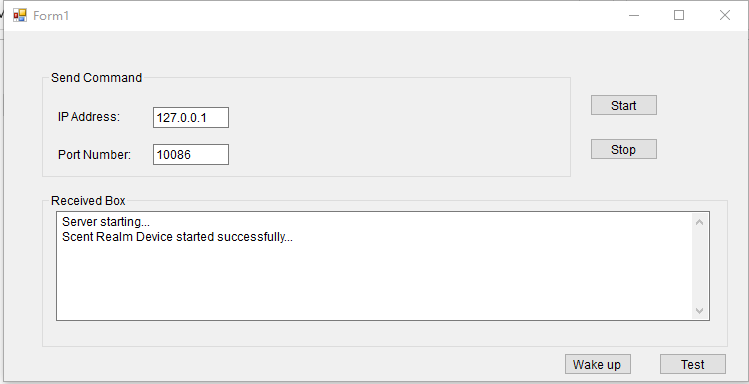 Form1
Send Command
IP Address: 127.0.0.1
Start
Port Number: 10086
Stop
Received Box
Server starting...
Scent Realm Device started successfully...
Wake up Test